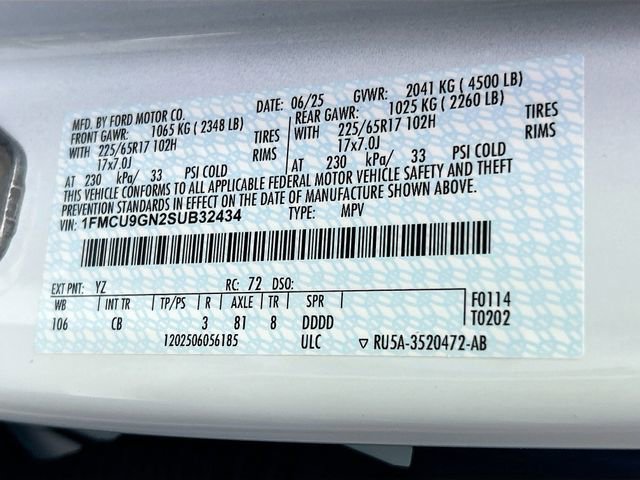 MFD. BY FORD MOTOR CO. DATE: 06/25 GVWR: 2041 KG ( 4500 LB)
FRONT GAWR: 1065 KG ( 2348 LB) REAR GAWR: 1025 KG ( 2260 LB)
WITH 225/65R17 102H TIRES WITH 225/65R17 102H TIRES
17x7.0J RIMS 17x7.0J RIMS
AT 230 kPa/ 33 PSI COLD AT 230 kPa/ 33 PSI COLD
THIS VEHICLE CONFORMS TO ALL APPLICABLE FEDERAL MOTOR VEHICLE SAFETY AND THEFT
PREVENTION STANDARDS IN EFFECT ON THE DATE OF MANUFACTURE SHOWN ABOVE.
VIN: 1FMCU9GN2SUB32434 TYPE: MPV
EXT PNT: YZ RC: 72 DSO:
WB INT TR TP/PS R AXLE TR SPR F0114
106 CB 3 81 8 DDDD T0202
1202506056185 ULC ▽ RU5A-3520472-AB